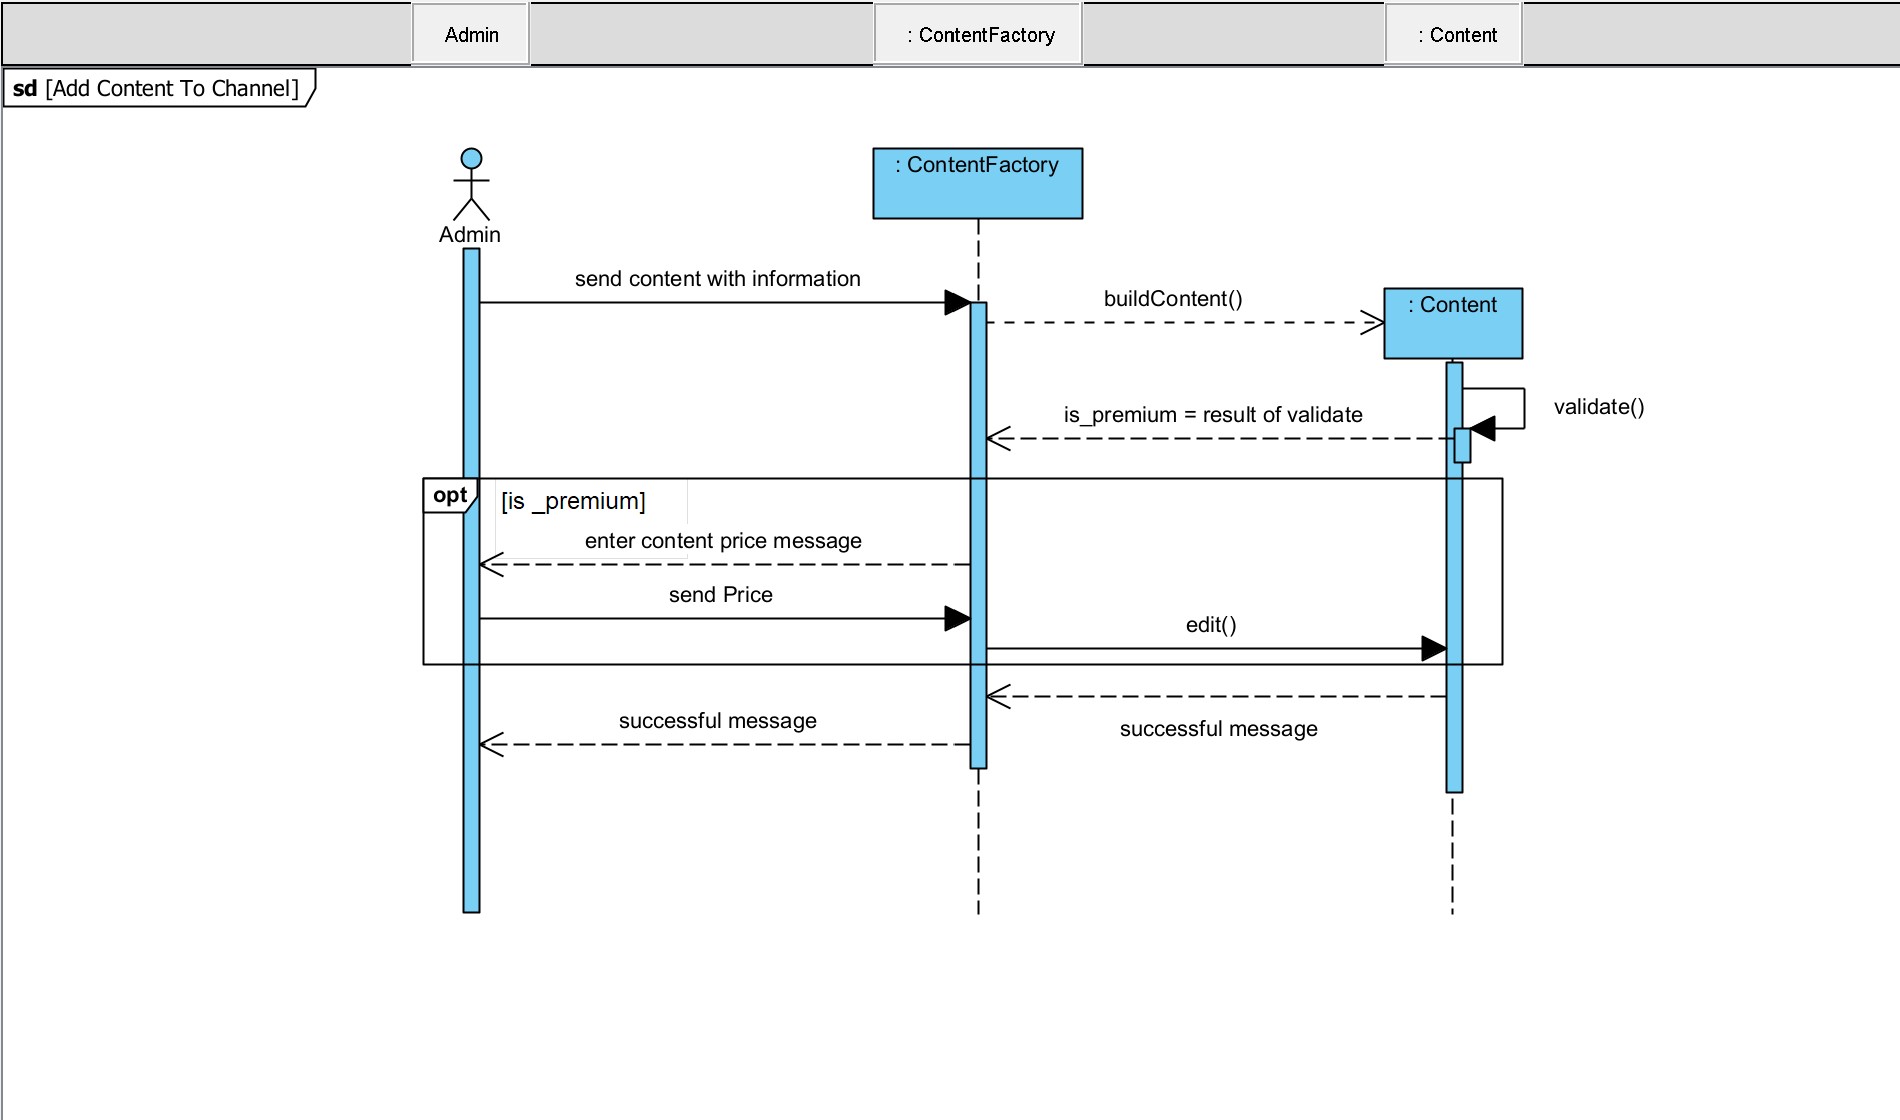 Admin
: ContentFactory
: Content
sd [Add Content To Channel]
: ContentFactory
Admin
send content with information
buildContent()
: Content
validate()
is_premium = result of validate
opt
[is _premium]
enter content price message
send Price
edit()
successful message
successful message